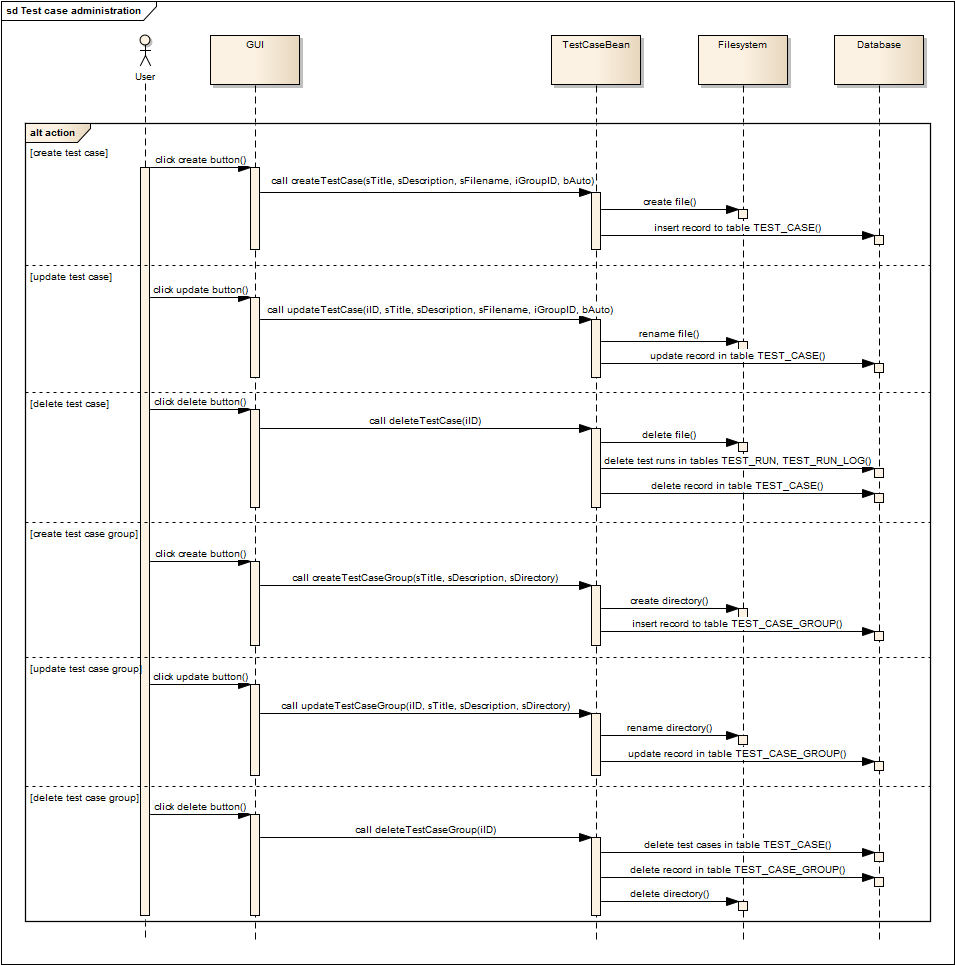 sd Test case administration
User
GUI
TestCaseBean
Filesystem
Database
alt action
[create test case]
click create button()
call createTestCase(sTitle, sDescription, sFilename, iGroupID, bAuto)
create file()
insert record to table TEST_CASE()
[update test case]
click update button()
call updateTestCase(iID, sTitle, sDescription, sFilename, iGroupID, bAuto)
rename file()
update record in table TEST_CASE()
[delete test case]
click delete button()
call deleteTestCase(iID)
delete file()
delete test runs in tables TEST_RUN, TEST_RUN_LOG()
delete record in table TEST_CASE()
[create test case group]
click create button()
call createTestCaseGroup(sTitle, sDescription, sDirectory)
create directory()
insert record to table TEST_CASE_GROUP()
[update test case group]
click update button()
call updateTestCaseGroup(iID, sTitle, sDescription, sDirectory)
rename directory()
update record in table TEST_CASE_GROUP()
[delete test case group]
click delete button()
call deleteTestCaseGroup(iID)
delete test cases in table TEST_CASE()
delete record in table TEST_CASE_GROUP()
delete directory()